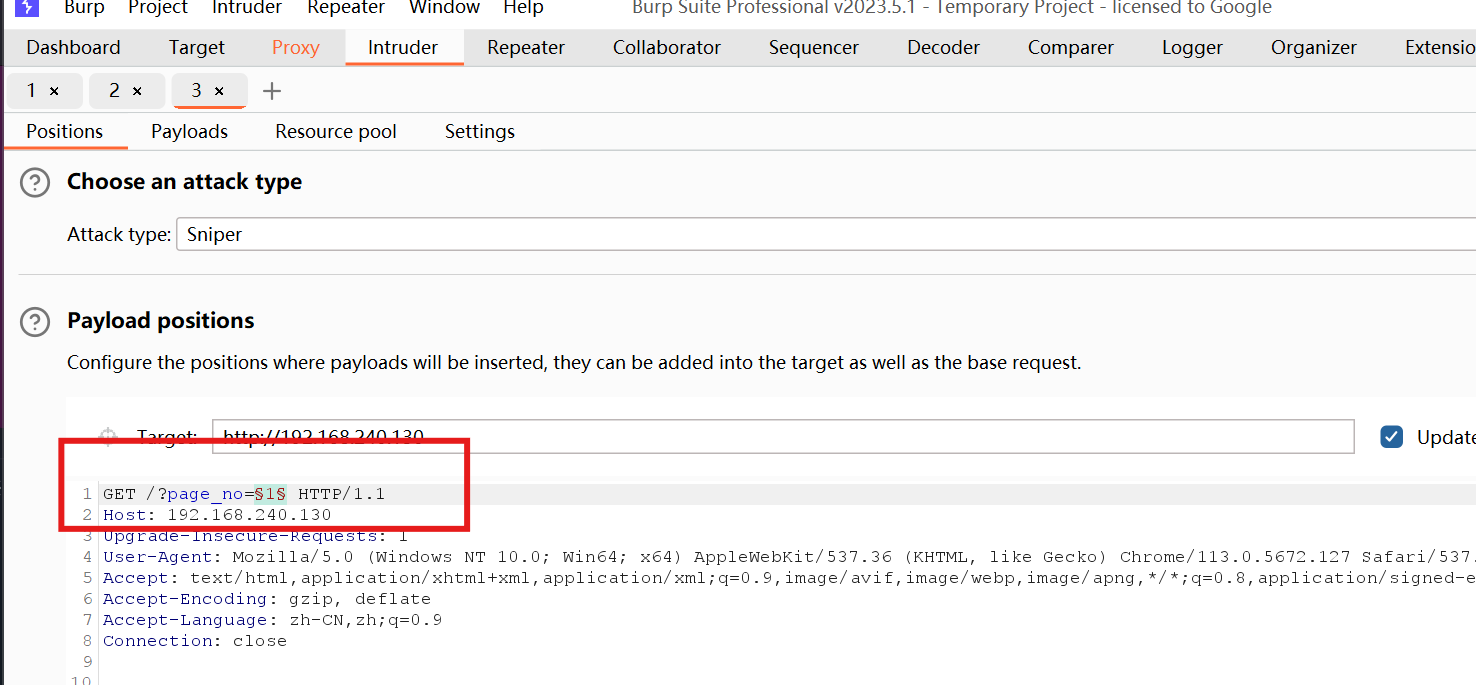 Burp Project Intruder Repeater Window Help Burp Suite Professional v2023.5.1 - Temporary Project - licensed to Google
Dashboard Target Proxy Intruder Repeater Collaborator Sequencer Decoder Comparer Logger Organizer Extensio
1 × 2 × 3 × +
Positions Payloads Resource pool Settings
? Choose an attack type
Attack type: Sniper
? Payload positions
Configure the positions where payloads will be inserted, they can be added into the target as well as the base request.
Target: http://192.168.240.130 Update
1 GET /?page_no=§1§ HTTP/1.1
2 Host: 192.168.240.130
3 Upgrade-Insecure-Requests: 1
4 User-Agent: Mozilla/5.0 (Windows NT 10.0; Win64; x64) AppleWebKit/537.36 (KHTML, like Gecko) Chrome/113.0.5672.127 Safari/537.
5 Accept: text/html,application/xhtml+xml,application/xml;q=0.9,image/avif,image/webp,image/apng,*/*;q=0.8,application/signed-e
6 Accept-Encoding: gzip, deflate
7 Accept-Language: zh-CN,zh;q=0.9
8 Connection: close
9
10